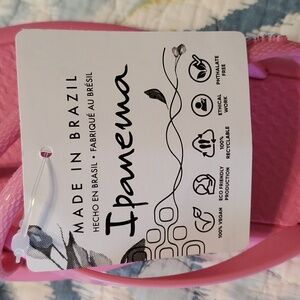 MADE IN BRAZIL
HECHO EN BRASIL • FABRIQUÉ AU BRÉSIL
Ipanema
100% VEGAN
ECO FRIENDLY
PRODUCTION
100%
RECYCLABLE
ETHICAL
WORK
PHTHALATE
FREE